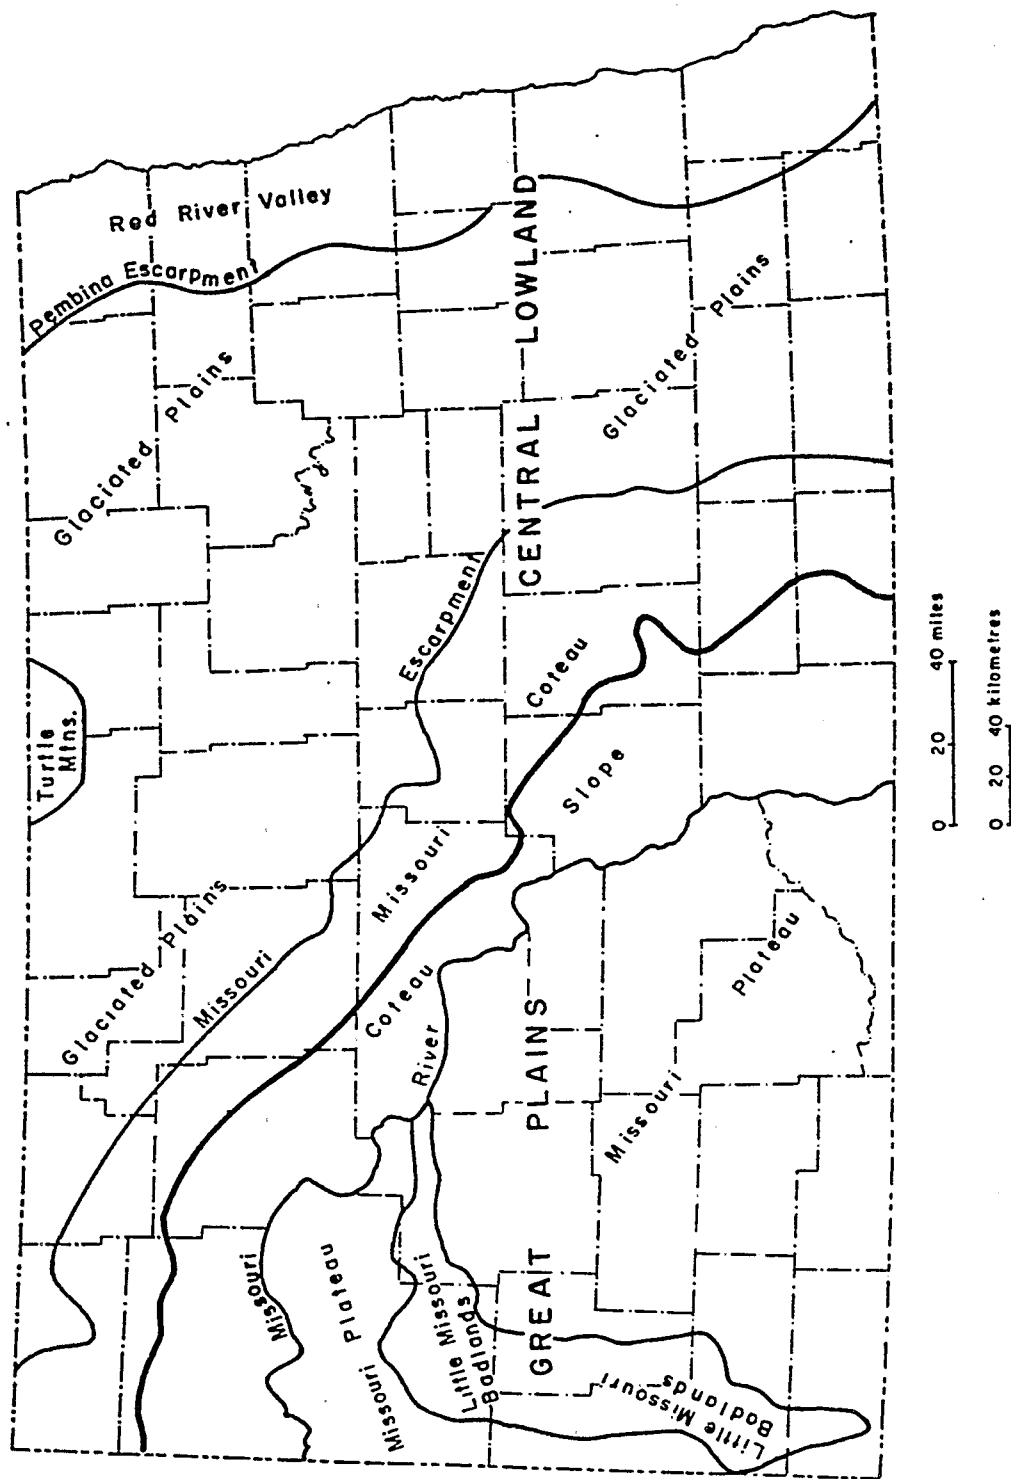 Turtle
Mtns.
Glaciated Plains
Glaciated Plains
Pembina Escarpment
Red River Valley
Missouri Escarpment
Missouri Coteau
CENTRAL LOWLAND
Glaciated Plains
Coteau Slope
Missouri River
Missouri Plateau
Missouri Plateau
Little Missouri
Badlands
Little Missouri
Badlands
GREAT PLAINS
0 20 40 miles
0 20 40 kilometres